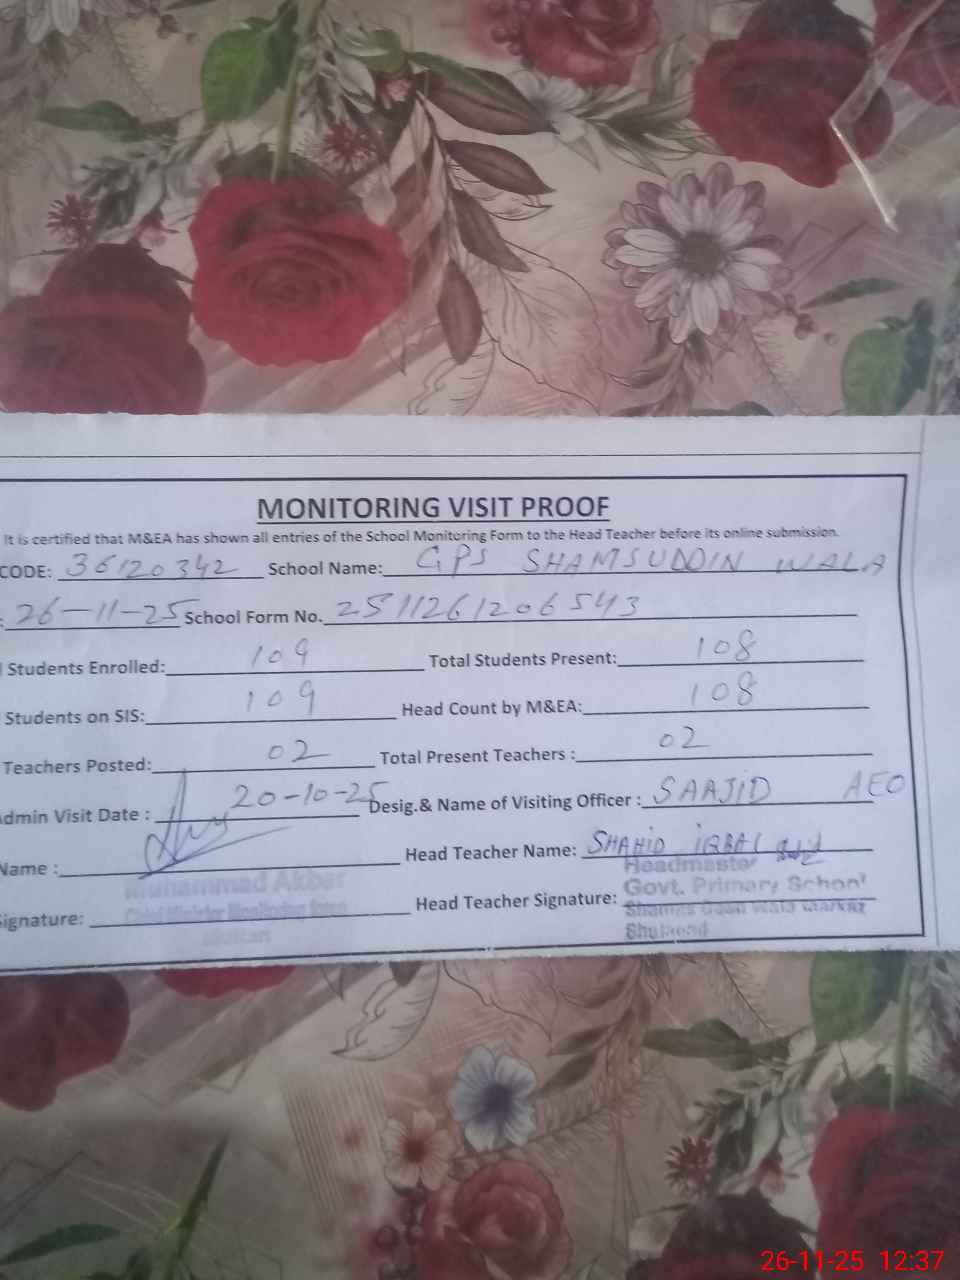 MONITORING VISIT PROOF
It is certified that M&EA has shown all entries of the School Monitoring Form to the Head Teacher before its online submission.
CODE: 36120342 School Name: GPS SHAMSUDDIN WALA
: 26-11-25 School Form No. 2511261206543
Students Enrolled: 109 Total Students Present: 108
Students on SIS: 109 Head Count by M&EA: 108
Teachers Posted: 02 Total Present Teachers : 02
Admin Visit Date : 20-10-25 Desig.& Name of Visiting Officer : SAAJID AEO
Name : Head Teacher Name: SHAHID IQBAL
Muhammad Akbar Headmaster
Signature: Head Teacher Signature: Govt. Primary School
26-11-25 12:37